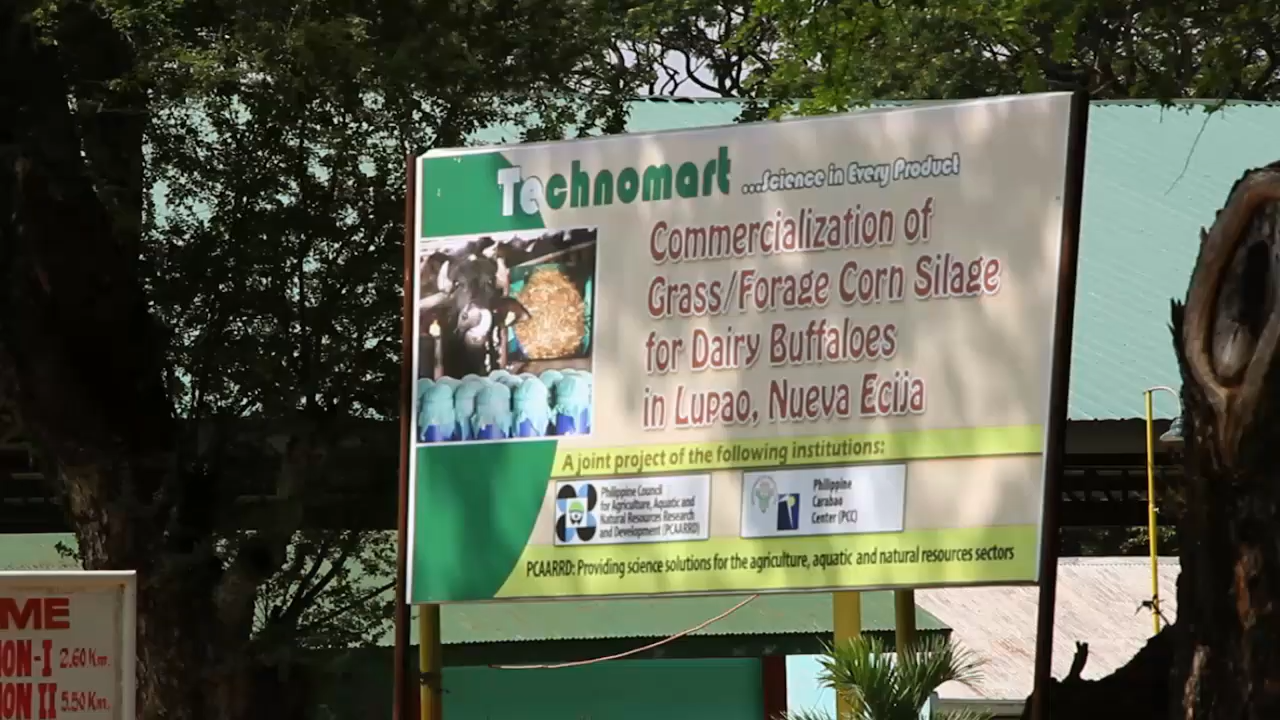 Technomart ...Science in Every Product
Commercialization of
Grass/Forage Corn Silage
for Dairy Buffaloes
in Lupao, Nueva Ecija
A joint project of the following institutions:
Philippine Council
for Agriculture, Aquatic and
Natural Resources Research
and Development (PCAARRD)
Philippine
Carabao
Center (PCC)
PCAARRD: Providing science solutions for the agriculture, aquatic and natural resources sectors
ME
ON-I 2.60 Km.
ON II 5.50 Km.